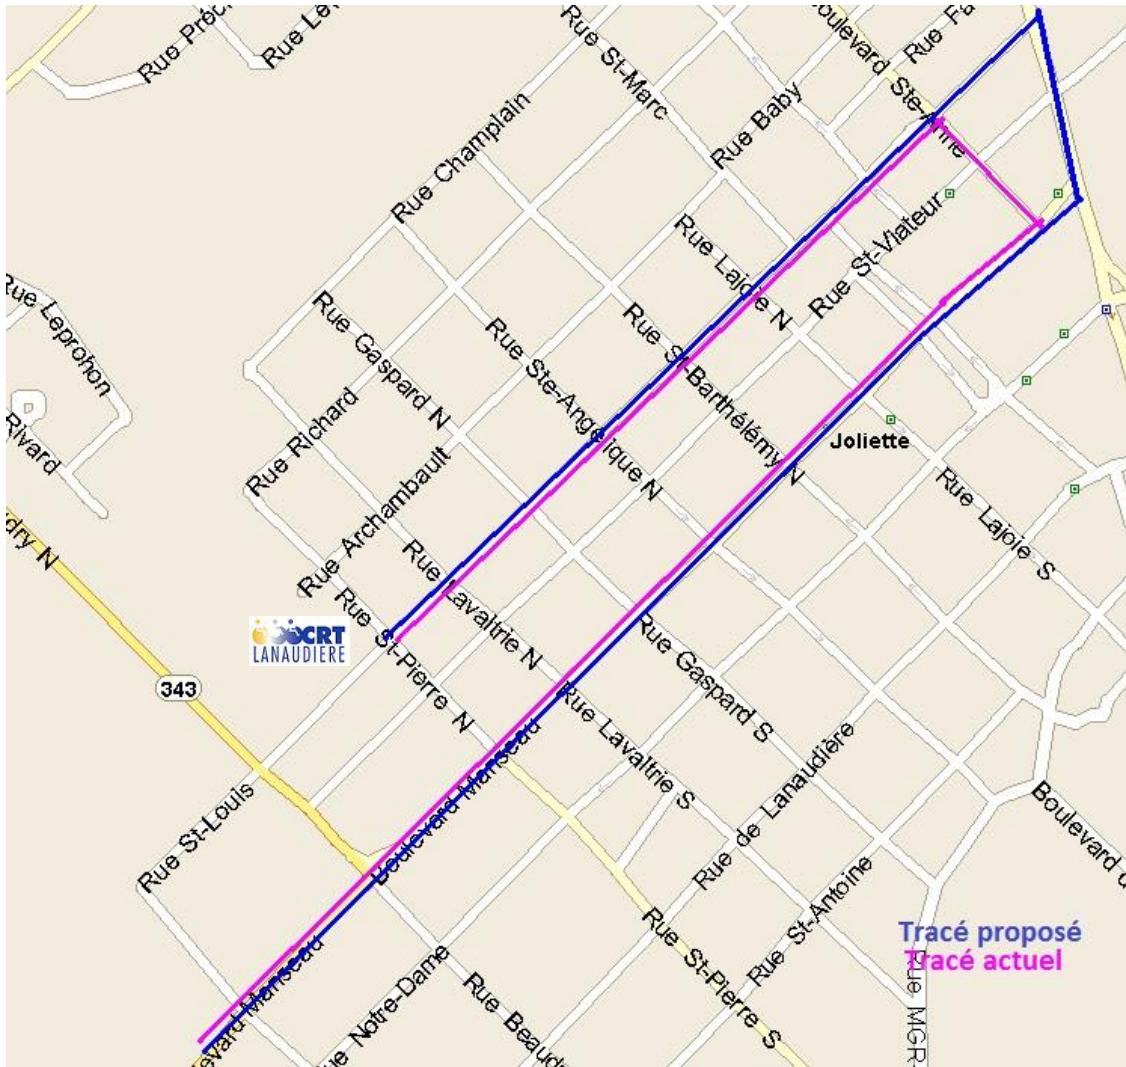 Rue St-Marc
Boulevard Ste-Anne
Rue Baby
Rue Champlain
Rue St-Viateur
Rue Lajoie N
Rue Leprohon
Rue Gaspard N
Rue Ste-Angélique N
Rue St-Barthélémy N
Rue Richard
Rivard
Joliette
Rue Archambault
Rue Lajoie S
Rue Lavaltrie N
Rue St-Pierre N
CRT
LANAUDIERE
343
Rue Gaspard S
Rue Lavaltrie S
Rue de Lanaudière
Boulevard Manseau
Rue St-Louis
Rue St-Antoine
Rue St-Pierre S
Tracé proposé
Tracé actuel
Rue MGR-
Rue Notre-Dame